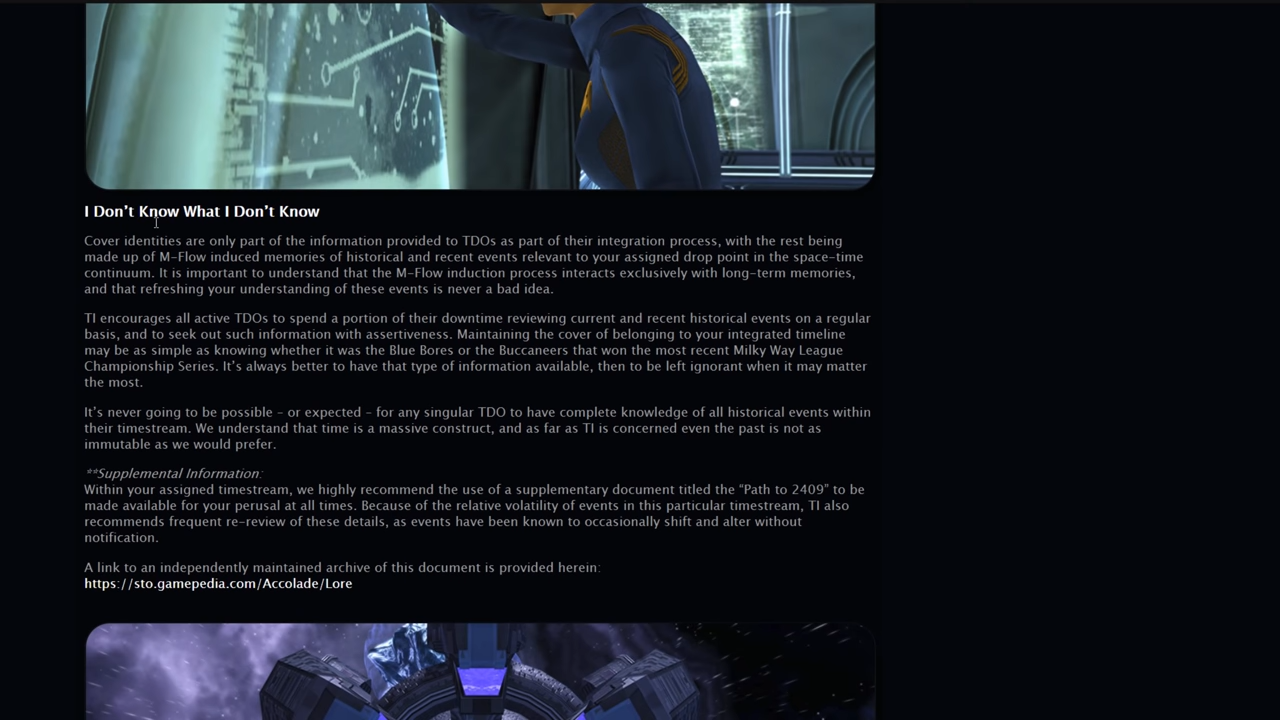 I Don’t Know What I Don’t Know
Cover identities are only part of the information provided to TDOs as part of their integration process, with the rest being
made up of M-Flow induced memories of historical and recent events relevant to your assigned drop point in the space-time
continuum. It is important to understand that the M-Flow induction process interacts exclusively with long-term memories,
and that refreshing your understanding of these events is never a bad idea.
TI encourages all active TDOs to spend a portion of their downtime reviewing current and recent historical events on a regular
basis, and to seek out such information with assertiveness. Maintaining the cover of belonging to your integrated timeline
may be as simple as knowing whether it was the Blue Bores or the Buccaneers that won the most recent Milky Way League
Championship Series. It’s always better to have that type of information available, then to be left ignorant when it may matter
the most.
It’s never going to be possible – or expected – for any singular TDO to have complete knowledge of all historical events within
their timestream. We understand that time is a massive construct, and as far as TI is concerned even the past is not as
immutable as we would prefer.
**Supplemental Information:
Within your assigned timestream, we highly recommend the use of a supplementary document titled the “Path to 2409” to be
made available for your perusal at all times. Because of the relative volatility of events in this particular timestream, TI also
recommends frequent re-review of these details, as events have been known to occasionally shift and alter without
notification.
A link to an independently maintained archive of this document is provided herein:
https://sto.gamepedia.com/Accolade/Lore